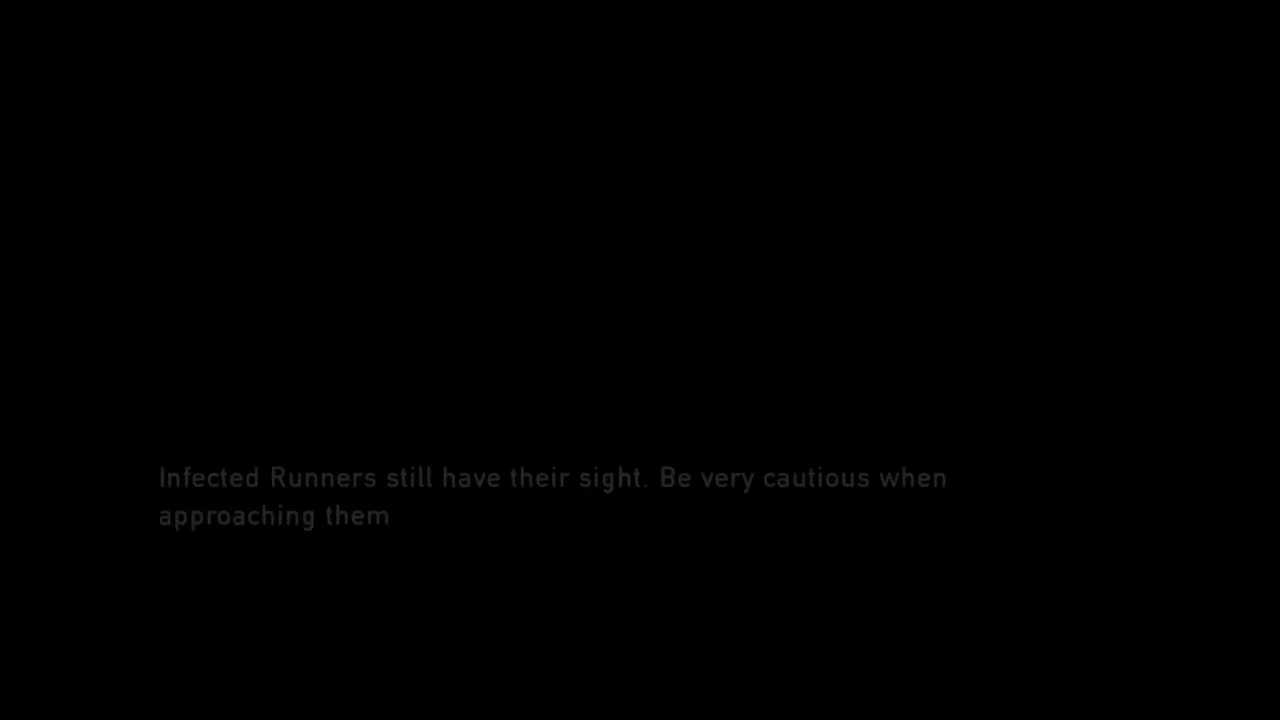 Infected Runners still have their sight. Be very cautious when
approaching them